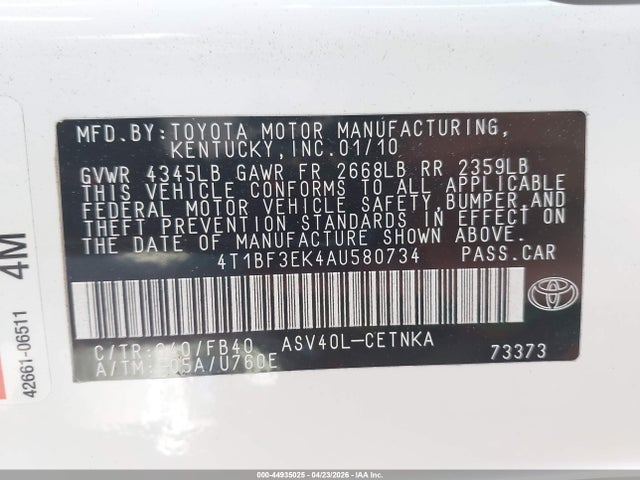 MFD.BY:TOYOTA MOTOR MANUFACTURING,
KENTUCKY, INC.01/10
GVWR 4345LB GAWR FR 2668LB RR 2359LB
THIS VEHICLE CONFORMS TO ALL APPLICABLE
FEDERAL MOTOR VEHICLE SAFETY, BUMPER, AND
THEFT PREVENTION STANDARDS IN EFFECT ON
THE DATE OF MANUFACTURE SHOWN ABOVE.
4T1BF3EK4AU580734 PASS.CAR
C/TR: /FB40 ASV40L-CETNKA
A/TM: /U760E 73373
4M
42661-06511
000-44935025 - 04/23/2026 - IAA Inc.